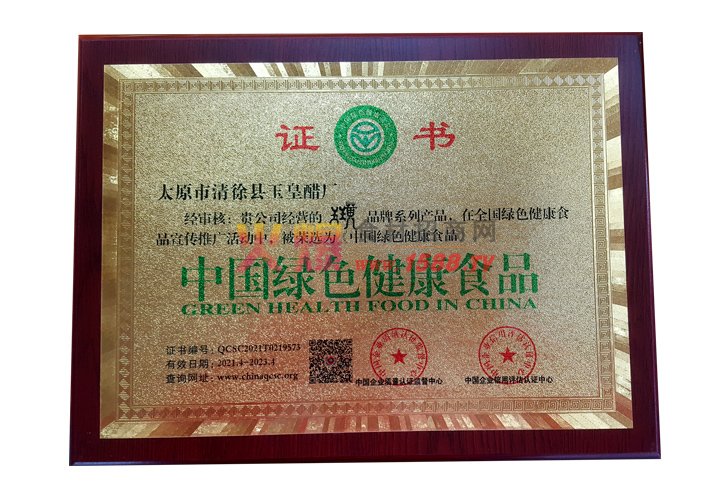 证 书
太原市清徐县玉皇醋厂
经审核：贵公司经营的 品牌系列产品，在全国绿色健康食
品宣传推广活动中，被荣选为《中国绿色健康食品》
www.1588.TV
中国绿色健康食品
GREEN HEALTH FOOD IN CHINA
证书编号：QCSC2021T0219573
有效日期：2021.4-2023.4
查询网址：www.chinaqcsc.org
中国企业质量认证监督中心
中国企业信用评估认证中心